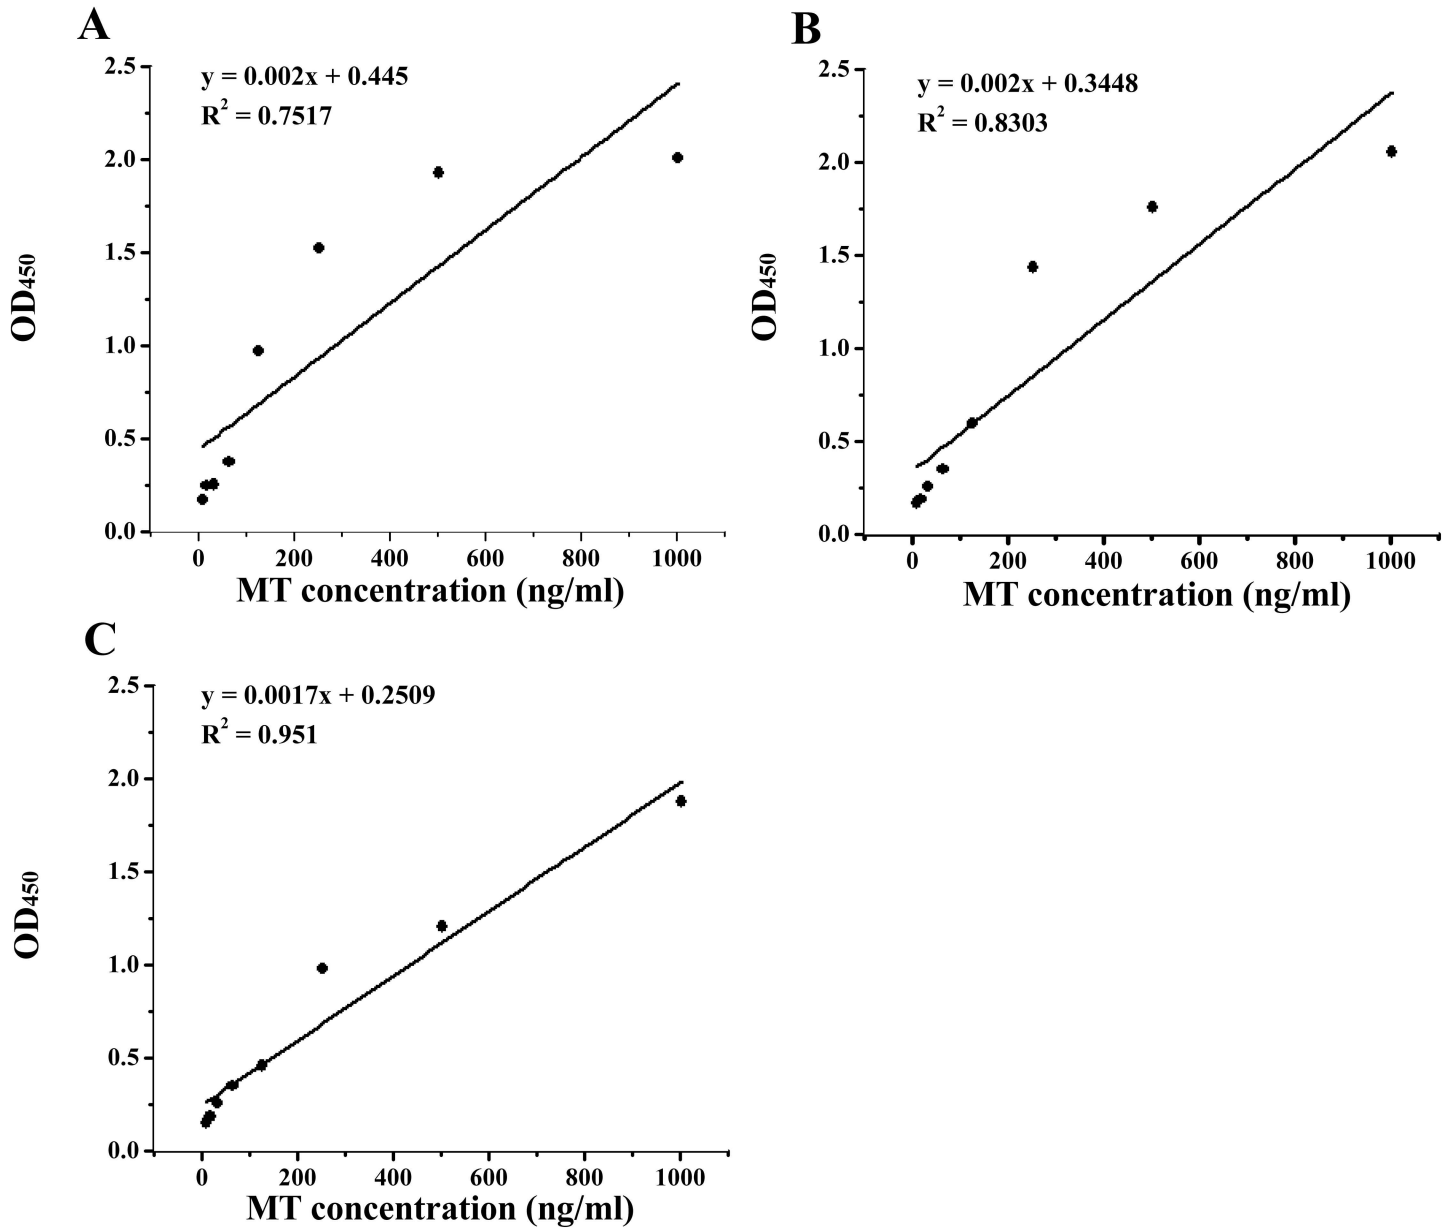 A
y = 0.002x + 0.445
R² = 0.7517
2.5
2.0
1.5
1.0
0.5
0.0
OD450
0 200 400 600 800 1000
MT concentration (ng/ml)
B
y = 0.002x + 0.3448
R² = 0.8303
2.5
2.0
1.5
1.0
0.5
0.0
OD450
0 200 400 600 800 1000
MT concentration (ng/ml)
C
y = 0.0017x + 0.2509
R² = 0.951
2.5
2.0
1.5
1.0
0.5
0.0
OD450
0 200 400 600 800 1000
MT concentration (ng/ml)